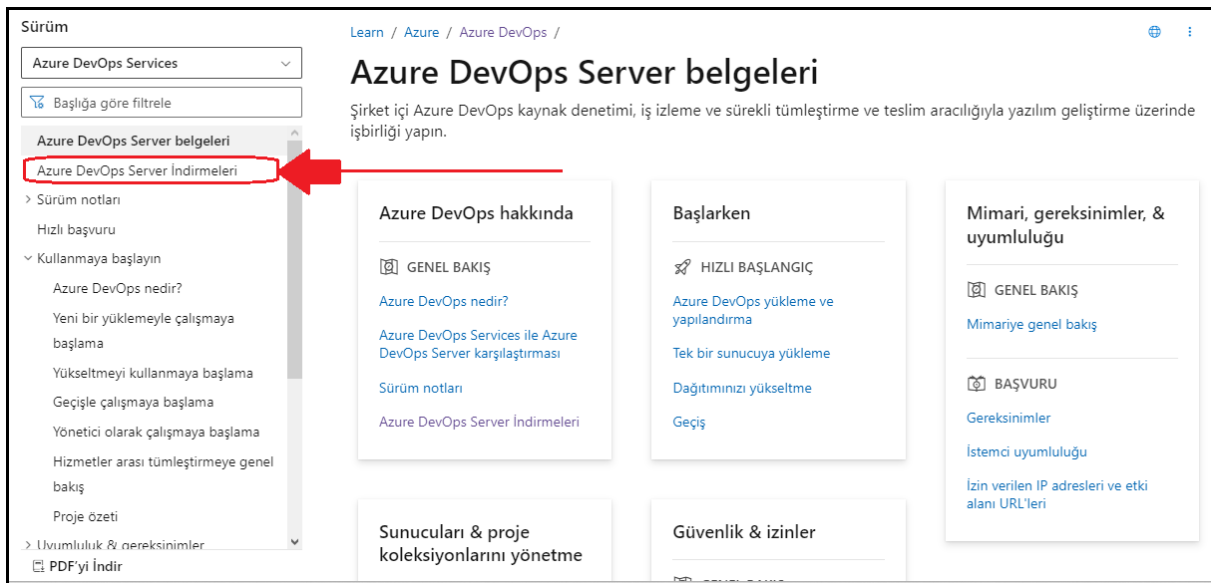 Sürüm
Azure DevOps Services
Başlığa göre filtrele
Azure DevOps Server belgeleri
Azure DevOps Server İndirmeleri
Sürüm notları
Hızlı başvuru
Kullanmaya başlayın
Azure DevOps nedir?
Yeni bir yüklemeyle çalışmaya
başlama
Yükseltmeyi kullanmaya başlama
Geçişle çalışmaya başlama
Yönetici olarak çalışmaya başlama
Hizmetler arası tümleştirmeye genel
bakış
Proje özeti
Uyumluluk & gereksinimler
PDF'yi İndir
Learn / Azure / Azure DevOps /
Azure DevOps Server belgeleri
Şirket içi Azure DevOps kaynak denetimi, iş izleme ve sürekli tümleştirme ve teslim aracılığıyla yazılım geliştirme üzerinde
işbirliği yapın.
Azure DevOps hakkında
GENEL BAKIŞ
Azure DevOps nedir?
Azure DevOps Services ile Azure
DevOps Server karşılaştırması
Sürüm notları
Azure DevOps Server İndirmeleri
Başlarken
HIZLI BAŞLANGIÇ
Azure DevOps yükleme ve
yapılandırma
Tek bir sunucuya yükleme
Dağıtımınızı yükseltme
Geçiş
Mimari, gereksinimler, &
uyumluluğu
GENEL BAKIŞ
Mimariye genel bakış
BAŞVURU
Gereksinimler
İstemci uyumluluğu
İzin verilen IP adresleri ve etki
alanı URL'leri
Sunucuları & proje
koleksiyonlarını yönetme
Güvenlik & izinler
GENEL BAKIŞ